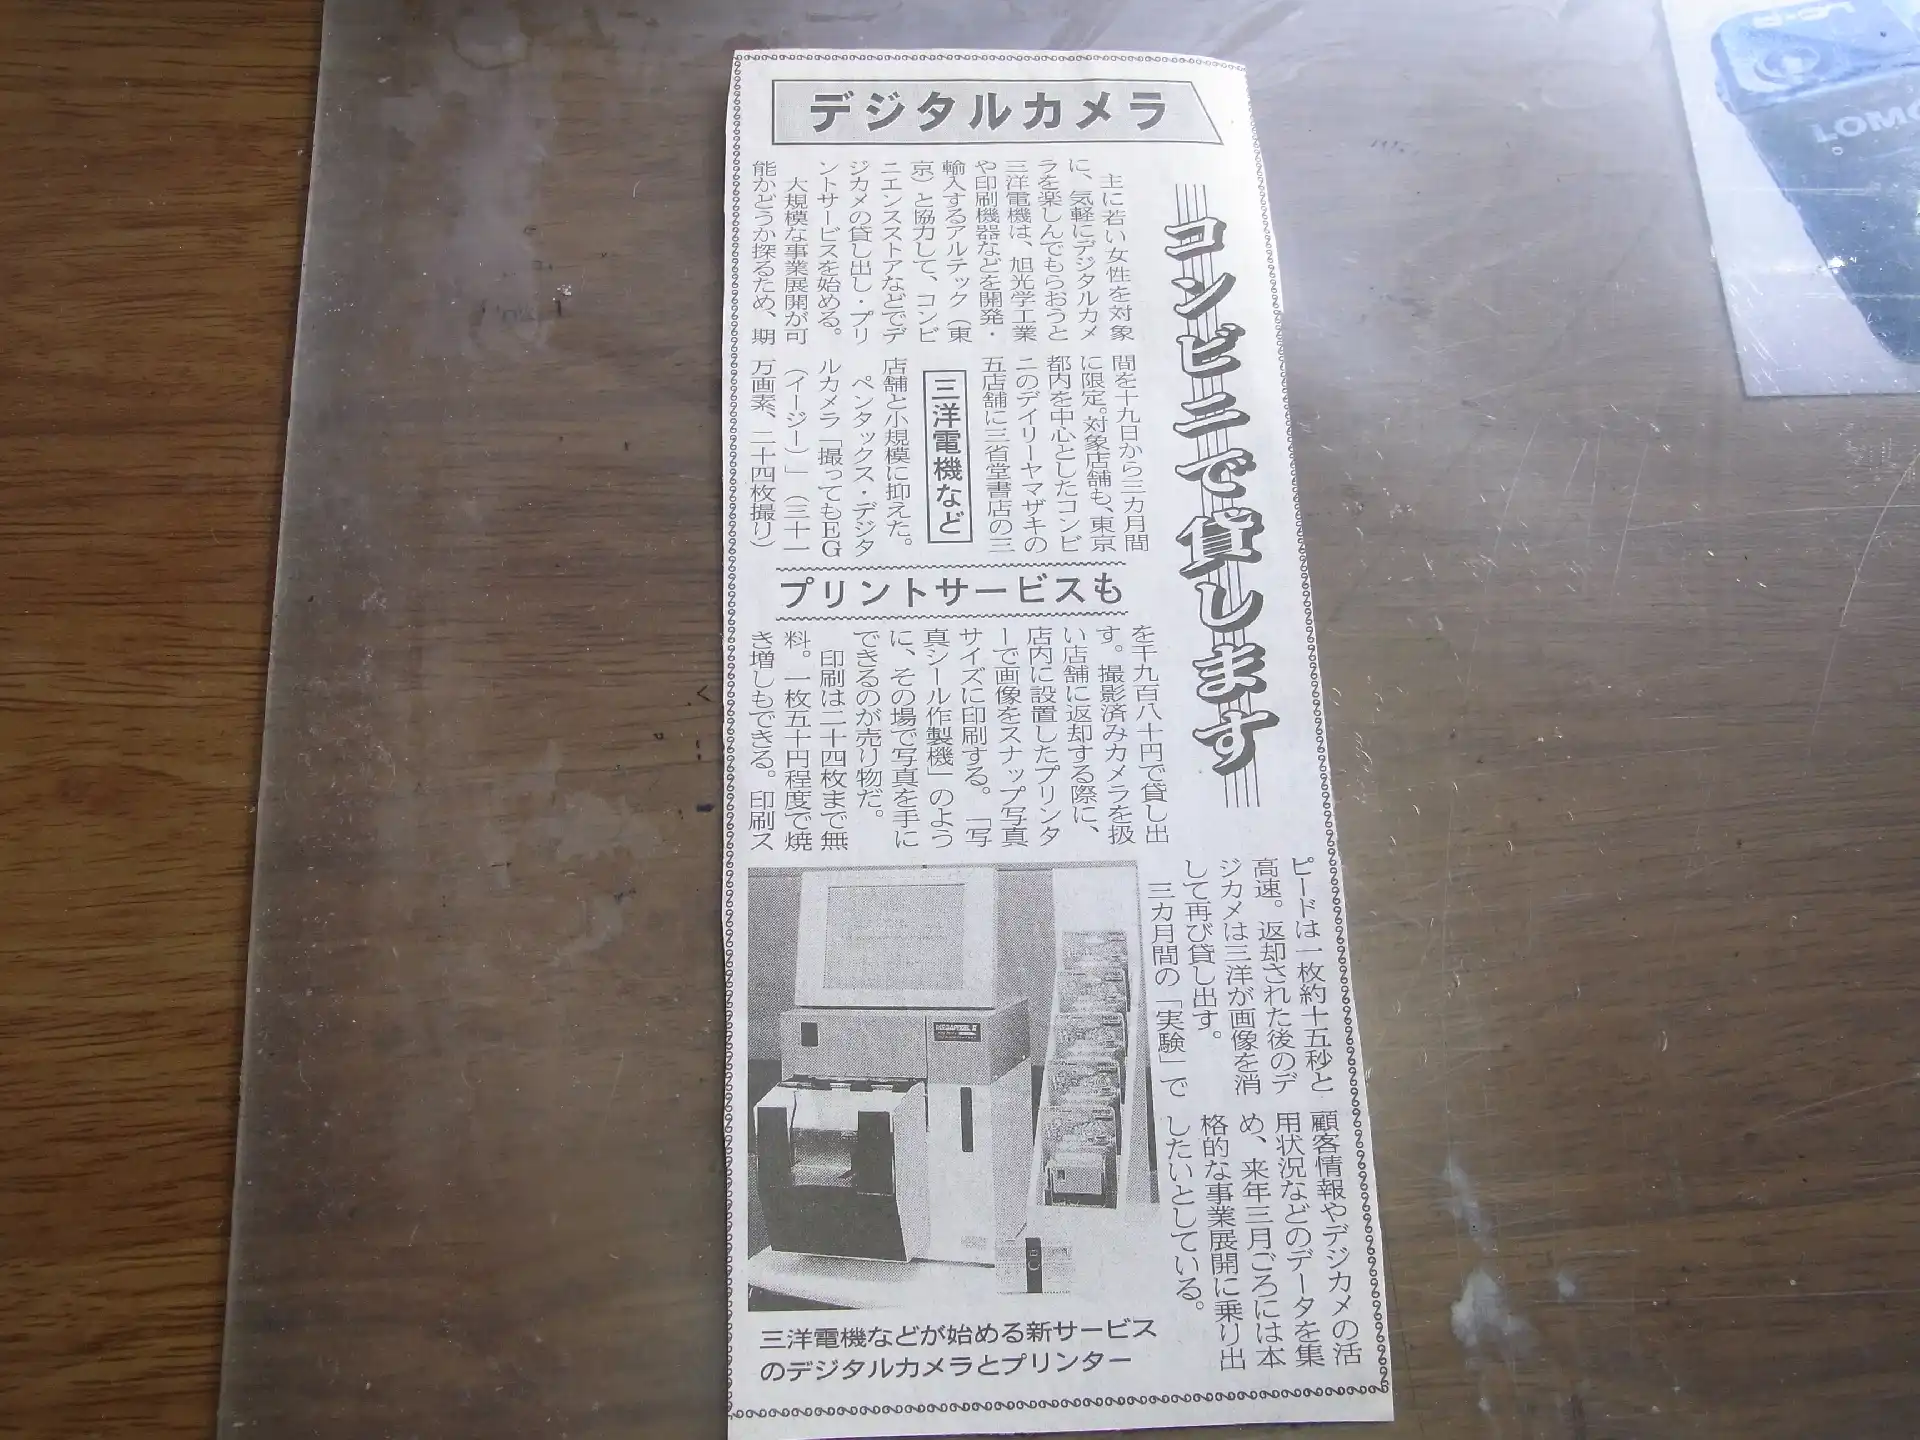 デジタルカメラ
コンビニで貸します
主に若い女性を対象
に、気軽にデジタルカメ
ラを楽しんでもらおうと
三洋電機は、旭光学工業
や印刷機器などを開発・
輸入するアルテック（東
京）と協力して、コンビ
ニエンスストアなどでデ
ジカメの貸し出し・プリ
ントサービスを始める。
大規模な事業展開が可
能かどうか探るため、期
間を十九日から三カ月間
に限定。対象店舗も、東京
都内を中心としたコンビ
ニのデイリーヤマザキの
五店舗に三省堂書店の三
三洋電機など
店舗と小規模に抑えた。
ペンタックス・デジタ
ルカメラ「撮ってもEG
（イージー）」（三十一
万画素、二十四枚撮り）
プリントサービスも
を千九百八十円で貸し出
す。撮影済みカメラを扱
い店舗に返却する際に、
店内に設置したプリンタ
ーで画像をスナップ写真
サイズに印刷する。「写
真シール作製機」のよう
に、その場で写真を手に
できるのが売り物だ。
印刷は二十四枚まで無
料。一枚五十円程度で焼
き増しもできる。印刷ス
ピードは一枚約十五秒と
高速。返却された後のデ
ジカメは三洋が画像を消
して再び貸し出す。
三カ月間の「実験」で
顧客情報やデジカメの活
用状況などのデータを集
め、来年三月ごろには本
格的な事業展開に乗り出
したいとしている。
MEGAPIXEL II
三洋電機などが始める新サービス
のデジタルカメラとプリンター
LC-A
LOMO